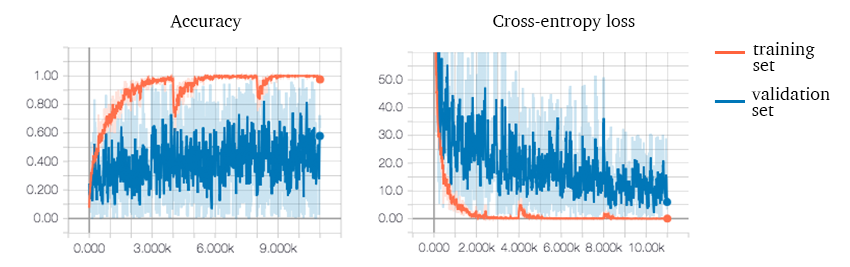 Accuracy
Cross-entropy loss
training
set
validation
set
1.00
0.800
0.600
0.400
0.200
0.00
0.000 3.000k 6.000k 9.000k
50.0
40.0
30.0
20.0
10.0
0.00
0.000 2.000k 4.000k 6.000k 8.000k 10.00k